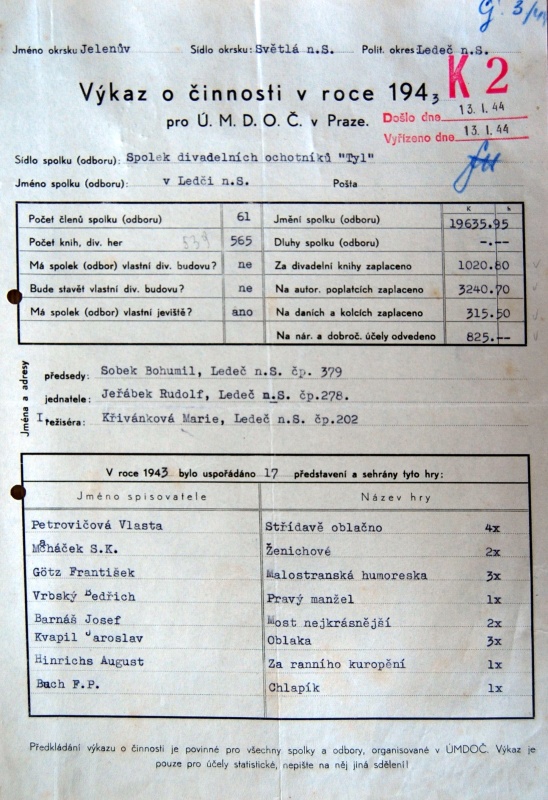 G. 3/
Jméno okrsku Jelenův Sídlo okrsku: Světlá n.S. Polit. okres Ledeč n.S.
K 2
Výkaz o činnosti v roce 1943
Došlo dne 13. I. 44
pro Ú. M. D. O. Č. v Praze.
Vyřízeno dne 13. I. 44
Sídlo spolku (odboru): Spolek divadelních ochotníků "Tyl"
Jméno spolku (odboru): v Ledči n.S. Pošta
K h
Počet členů spolku (odboru) 61 Jmění spolku (odboru) 19635.95
Počet knih, div. her 539 565 Dluhy spolku (odboru) -.--
Má spolek (odbor) vlastní div. budovu? ne Za divadelní knihy zaplaceno 1020.80
Bude stavět vlastní div. budovu? ne Na autor. poplatcích zaplaceno 3240.70
Má spolek (odbor) vlastní jeviště? ano Na daních a kolcích zaplaceno 315.50
Na nár. a dobroč. účely odvedeno 825.--
Jména a adresy
předsedy: Sobek Bohumil, Ledeč n.S. čp. 379
jednatele: Jeřábek Rudolf, Ledeč n.S. čp.278.
I režiséra: Křivánková Marie, Ledeč n.S. čp.202
V roce 1943 bylo uspořádáno 17 představení a sehrány tyto hry:
Jméno spisovatele Název hry
Petrovičová Vlasta Střídavě oblačno 4x
Macháček S.K. Ženichové 2x
Götz František Malostranská humoreska 3x
Vrbský Bedřich Pravý manžel 1x
Barnáš Josef Most nejkrásnější 2x
Kvapil Jaroslav Oblaka 3x
Hinrichs August Za ranního kuropění 1x
Bach F.P. Chlapík 1x
Předkládání výkazu o činnosti je povinné pro všechny spolky a odbory, organisované v ÚMDOČ. Výkaz je
pouze pro účely statistické, nepište na něj jiná sdělení!